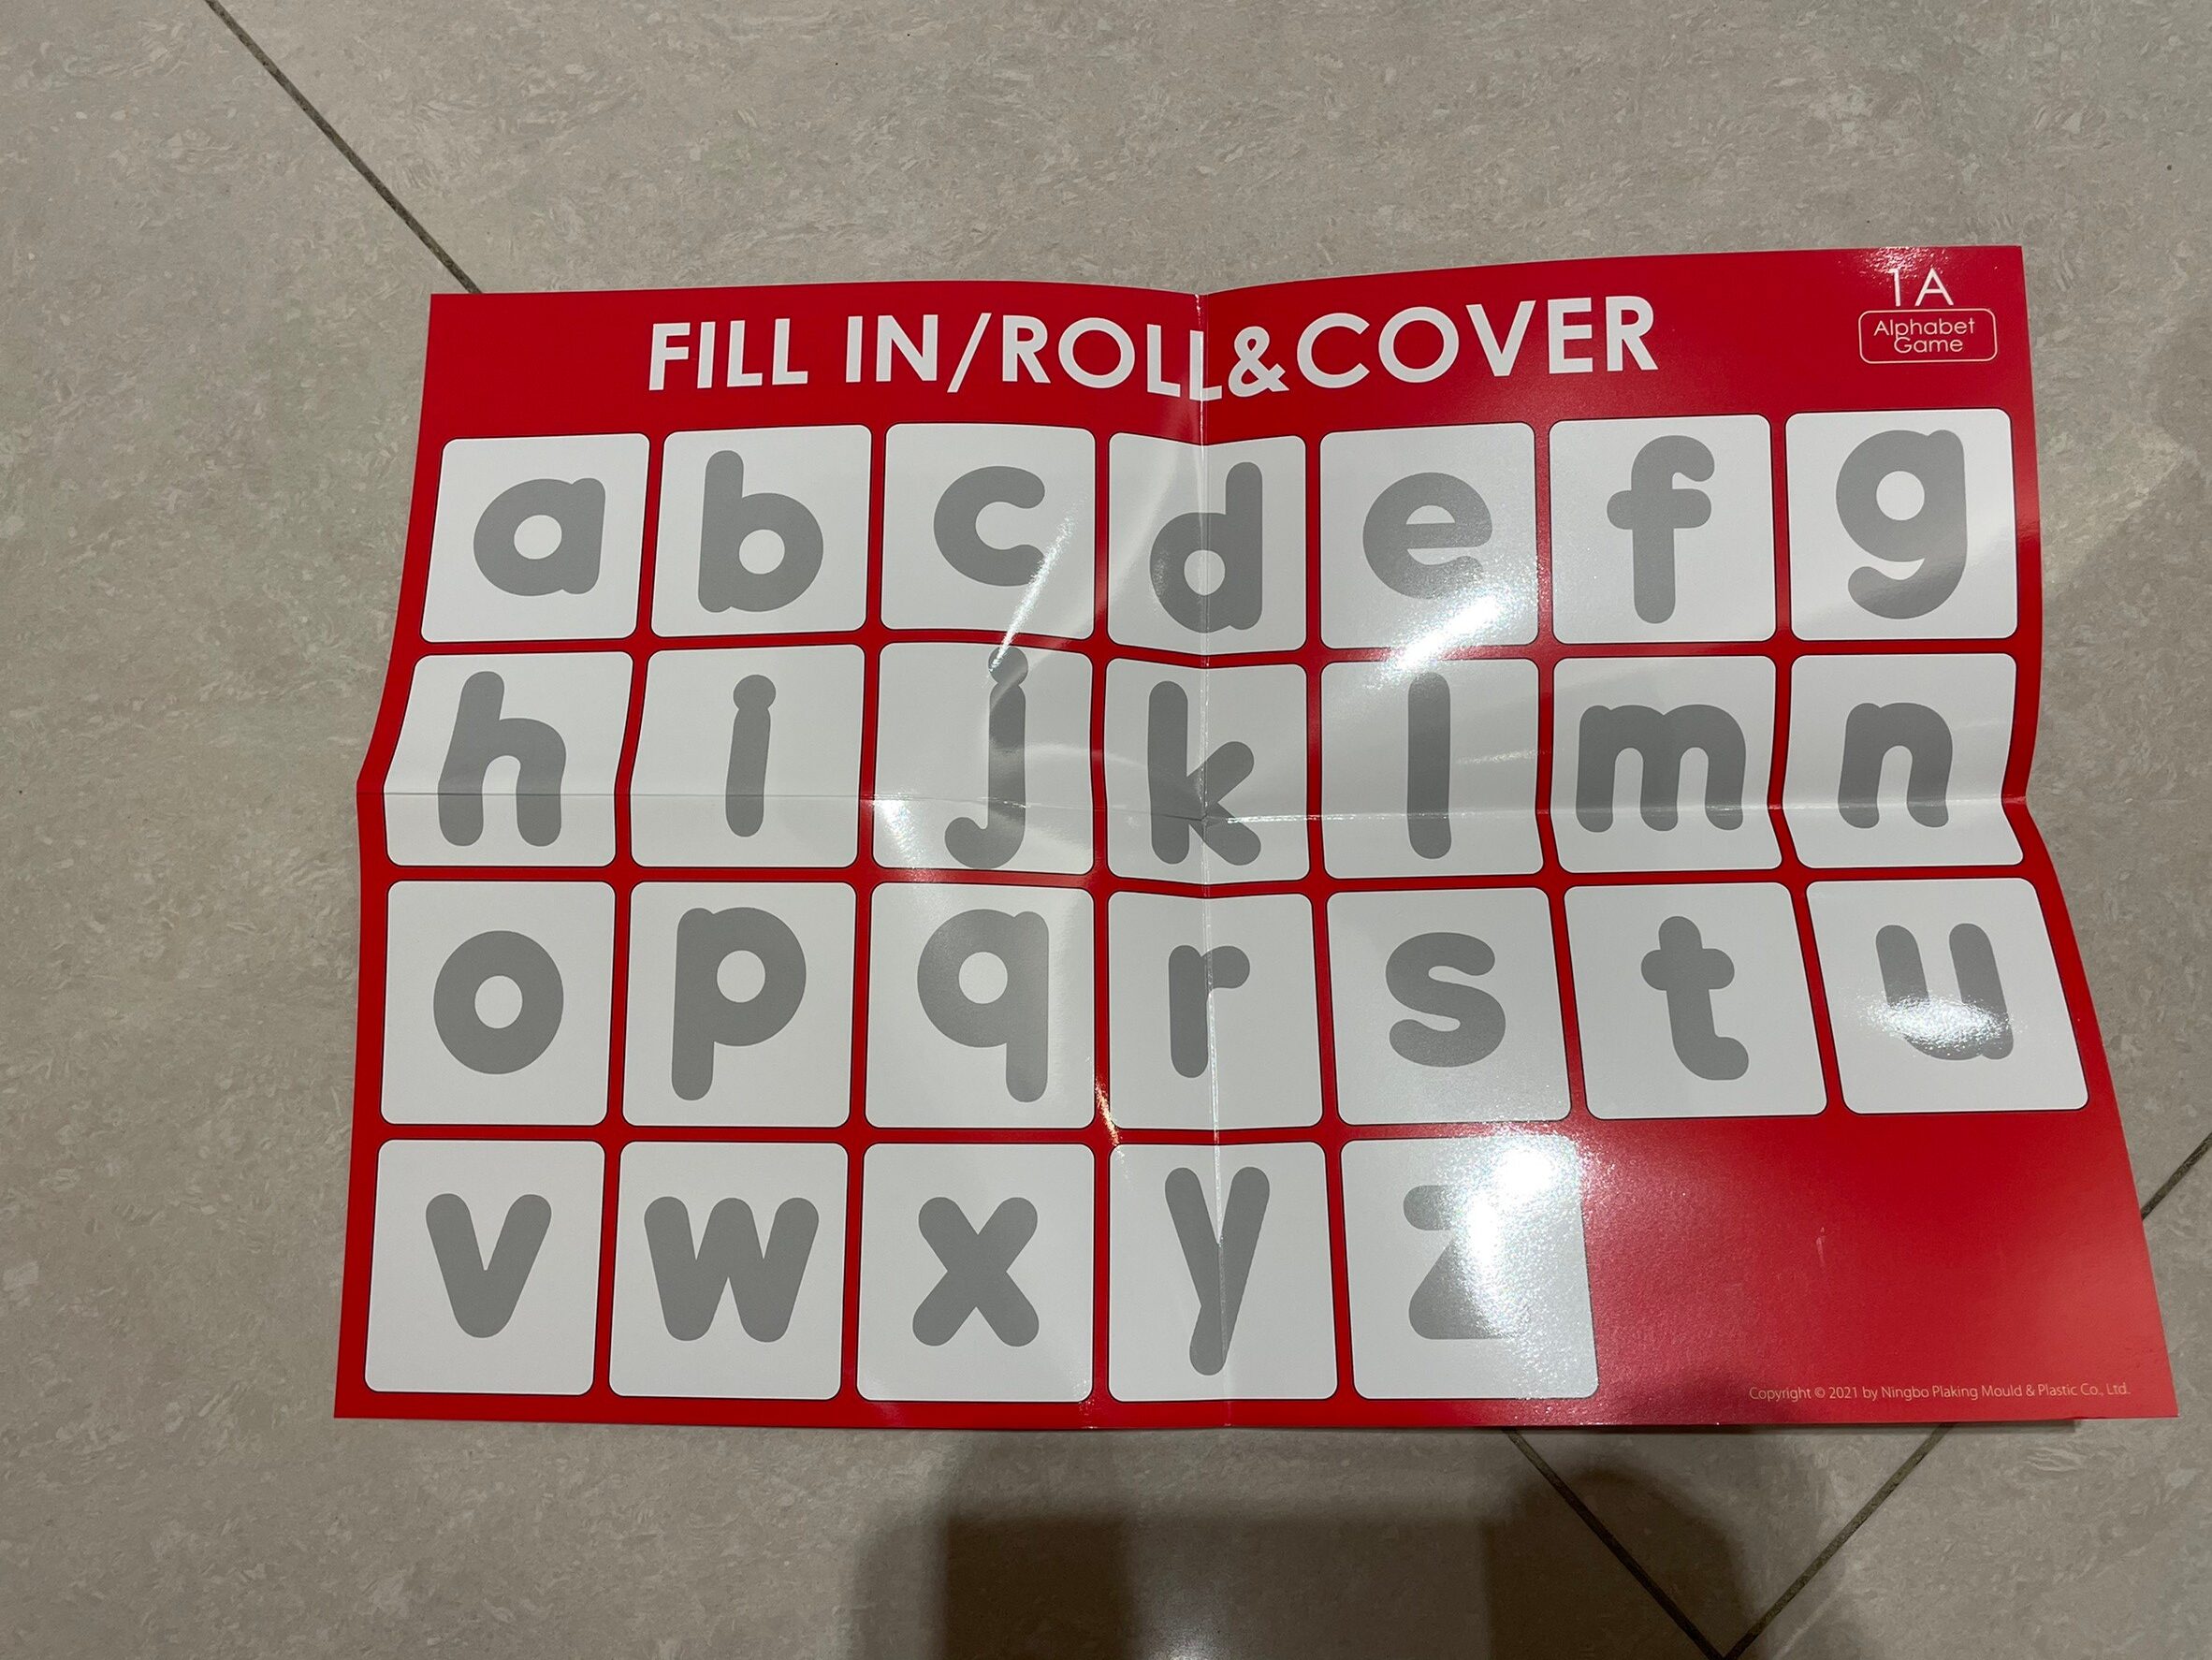 FILL IN/ROLL&COVER
1A
Alphabet
Game
a b c d e f g
h i j k l m n
o p q r s t u
v w x y z
Copyright © 2021 by Ningbo Plaking Mould & Plastic Co., Ltd.